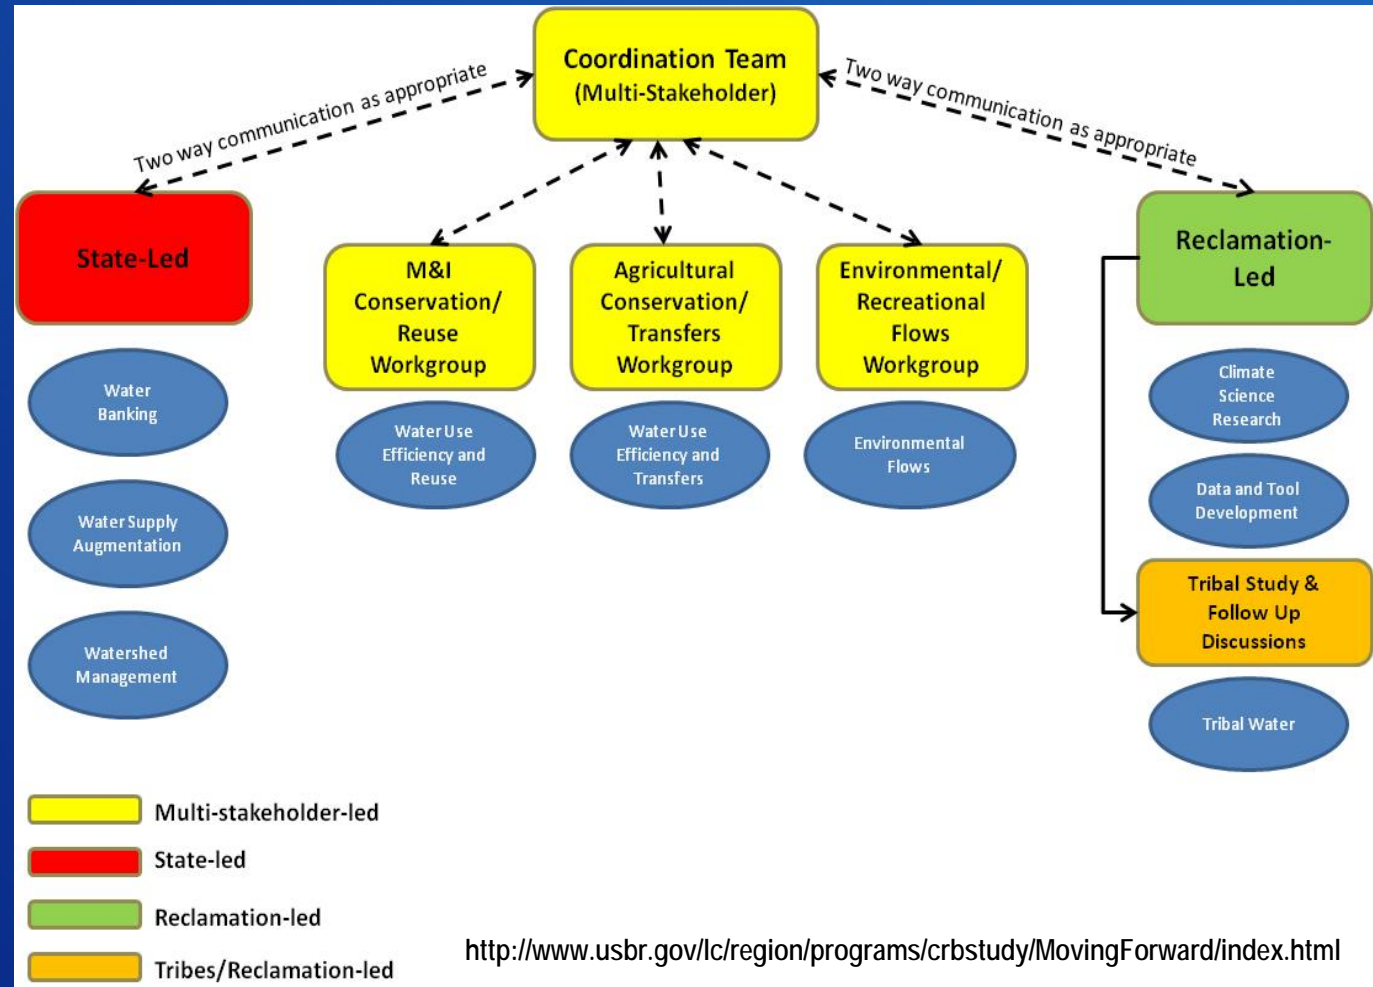 Coordination Team
(Multi-Stakeholder)
Two way communication as appropriate
Two way communication as appropriate
State-Led
M&I
Conservation/
Reuse
Workgroup
Agricultural
Conservation/
Transfers
Workgroup
Environmental/
Recreational
Flows
Workgroup
Reclamation-
Led
Water
Banking
Water Supply
Augmentation
Watershed
Management
Water Use
Efficiency and
Reuse
Water Use
Efficiency and
Transfers
Environmental
Flows
Climate
Science
Research
Data and Tool
Development
Tribal Study &
Follow Up
Discussions
Tribal Water
Multi-stakeholder-led
State-led
Reclamation-led
Tribes/Reclamation-led
http://www.usbr.gov/lc/region/programs/crbstudy/MovingForward/index.html